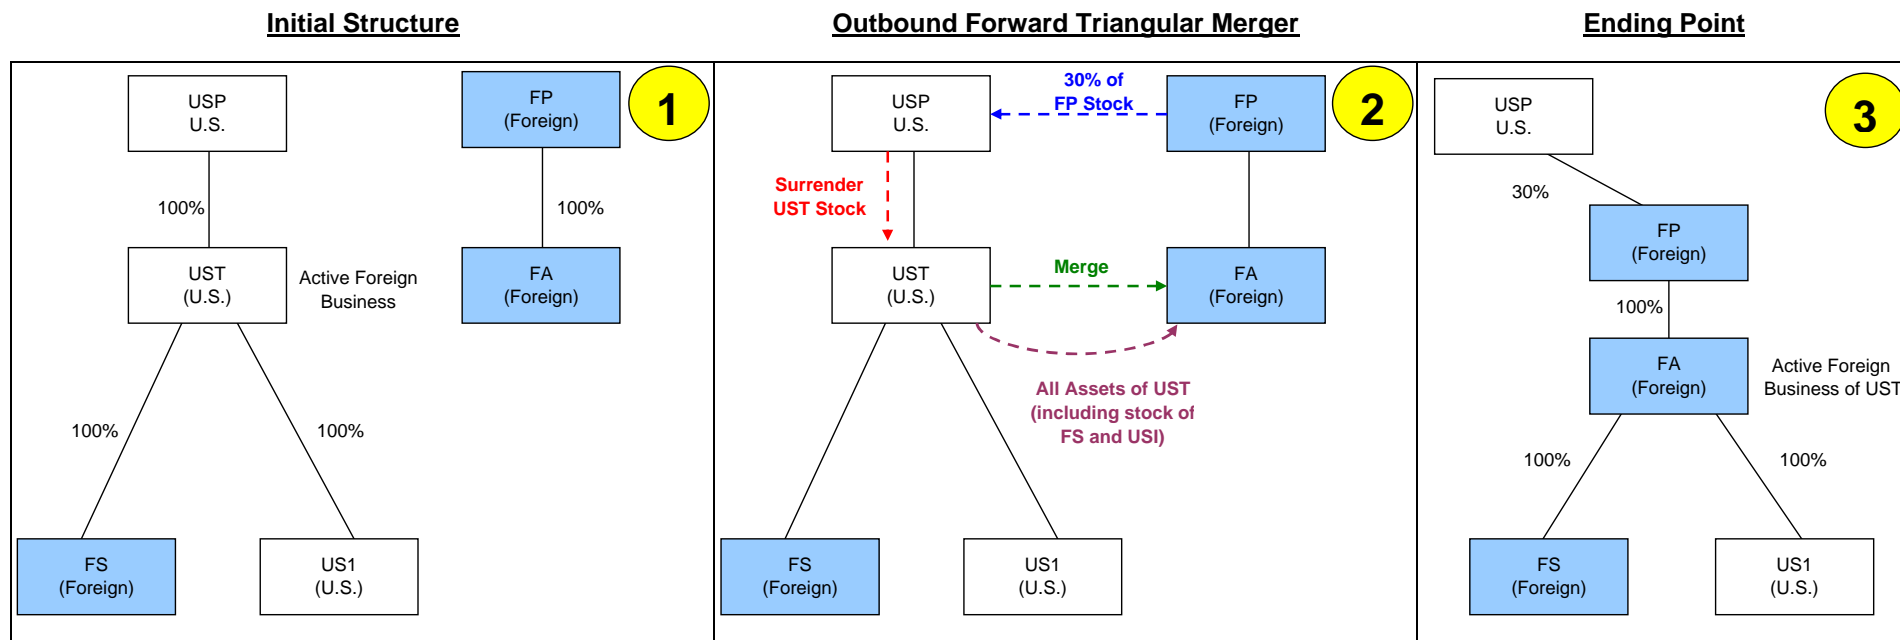 Initial Structure
Outbound Forward Triangular Merger
Ending Point
USP
U.S.
FP
(Foreign)
1
100%
100%
UST
(U.S.)
Active Foreign
Business
FA
(Foreign)
100%
100%
FS
(Foreign)
US1
(U.S.)
USP
U.S.
30% of
FP Stock
FP
(Foreign)
2
Surrender
UST Stock
UST
(U.S.)
Merge
FA
(Foreign)
All Assets of UST
(including stock of
FS and USI)
FS
(Foreign)
US1
(U.S.)
USP
U.S.
3
30%
FP
(Foreign)
100%
FA
(Foreign)
Active Foreign
Business of UST
100%
100%
FS
(Foreign)
US1
(U.S.)